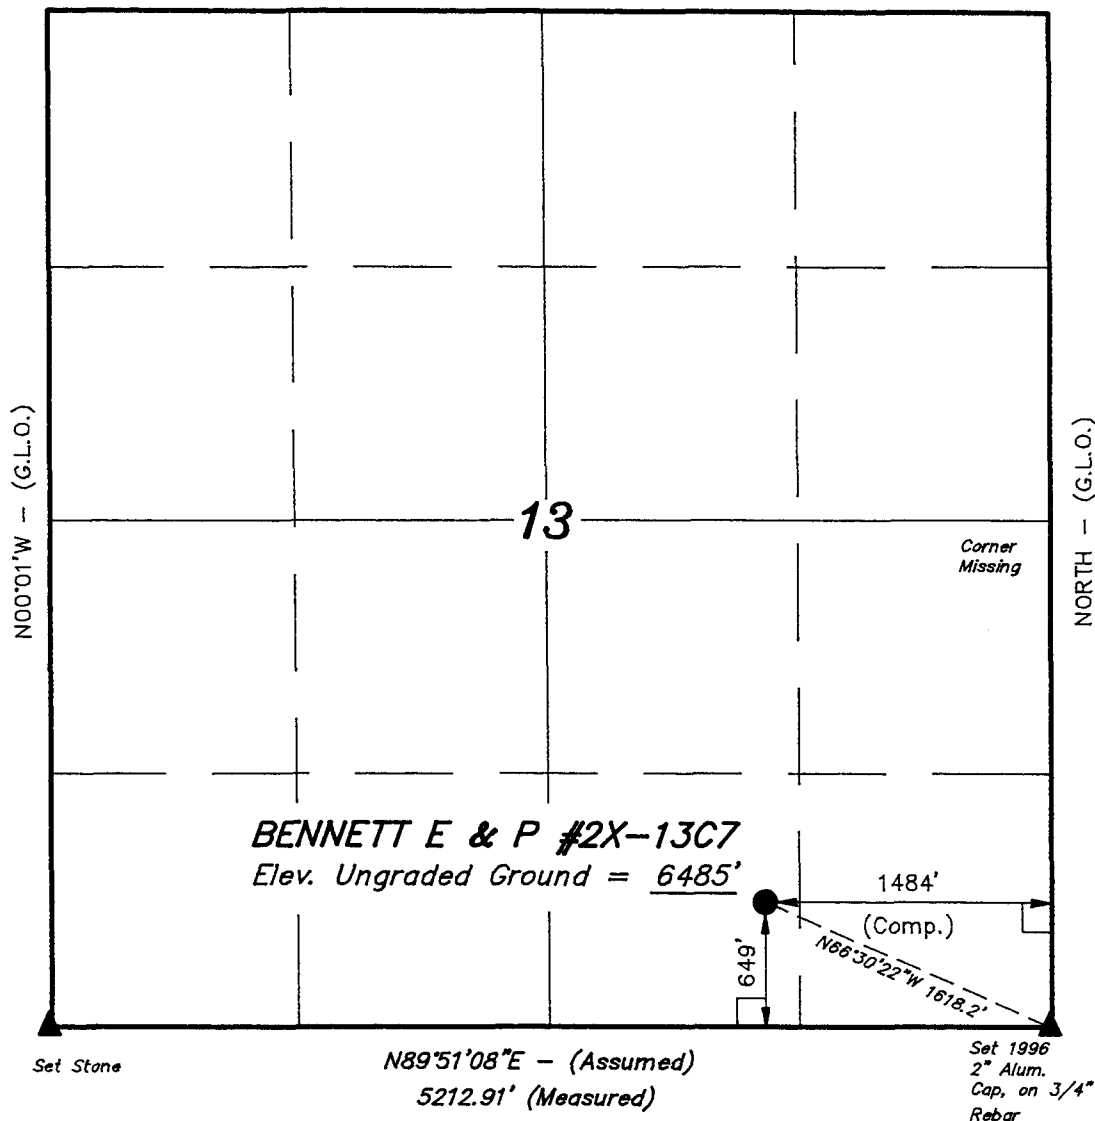 N00°01'W – (G.L.O.)
13
Corner
Missing
NORTH – (G.L.O.)
BENNETT E & P #2X–13C7
Elev. Ungraded Ground = 6485'
1484'
(Comp.)
649'
N66°30'22"W 1618.2'
Set Stone
N89°51'08"E – (Assumed)
5212.91' (Measured)
Set 1996
2" Alum.
Cap, on 3/4"
Rebar